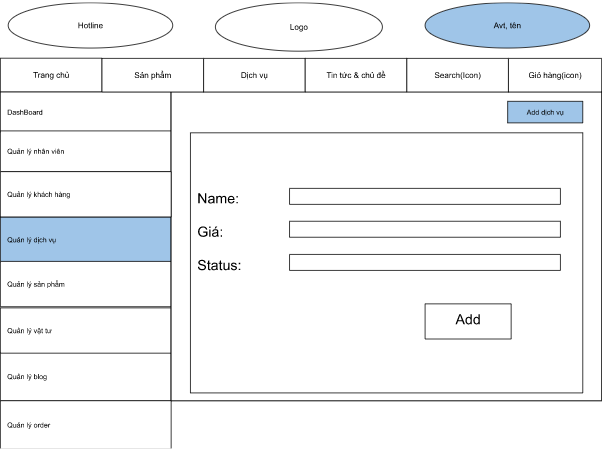 Hotline
Logo
Avt, tên
Trang chủ
Sản phẩm
Dịch vụ
Tin tức & chủ đề
Search(Icon)
Giỏ hàng(icon)
DashBoard
Add dịch vụ
Quản lý nhân viên
Quản lý khách hàng
Quản lý dịch vụ
Quản lý sản phẩm
Quản lý vật tư
Quản lý blog
Quản lý order
Name:
Giá:
Status:
Add